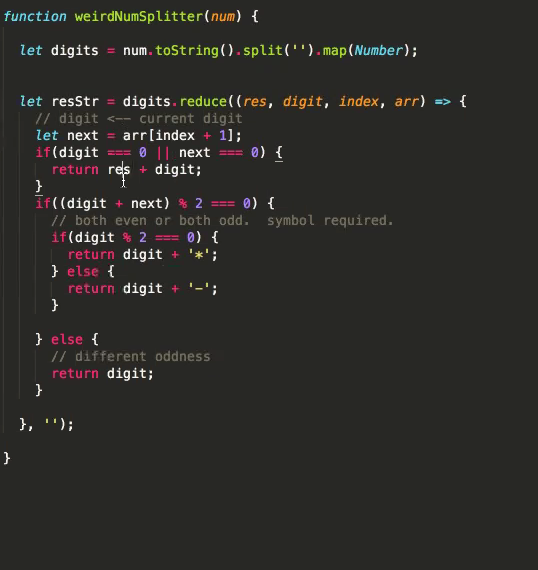 function weirdNumSplitter(num) {
let digits = num.toString().split('').map(Number);
let resStr = digits.reduce((res, digit, index, arr) => {
// digit <-- current digit
let next = arr[index + 1];
if(digit === 0 || next === 0) {
return res + digit;
}
if((digit + next) % 2 === 0) {
// both even or both odd.  symbol required.
if(digit % 2 === 0) {
return digit + '*';
} else {
return digit + '-';
}
} else {
// different oddness
return digit;
}
}, '');
}